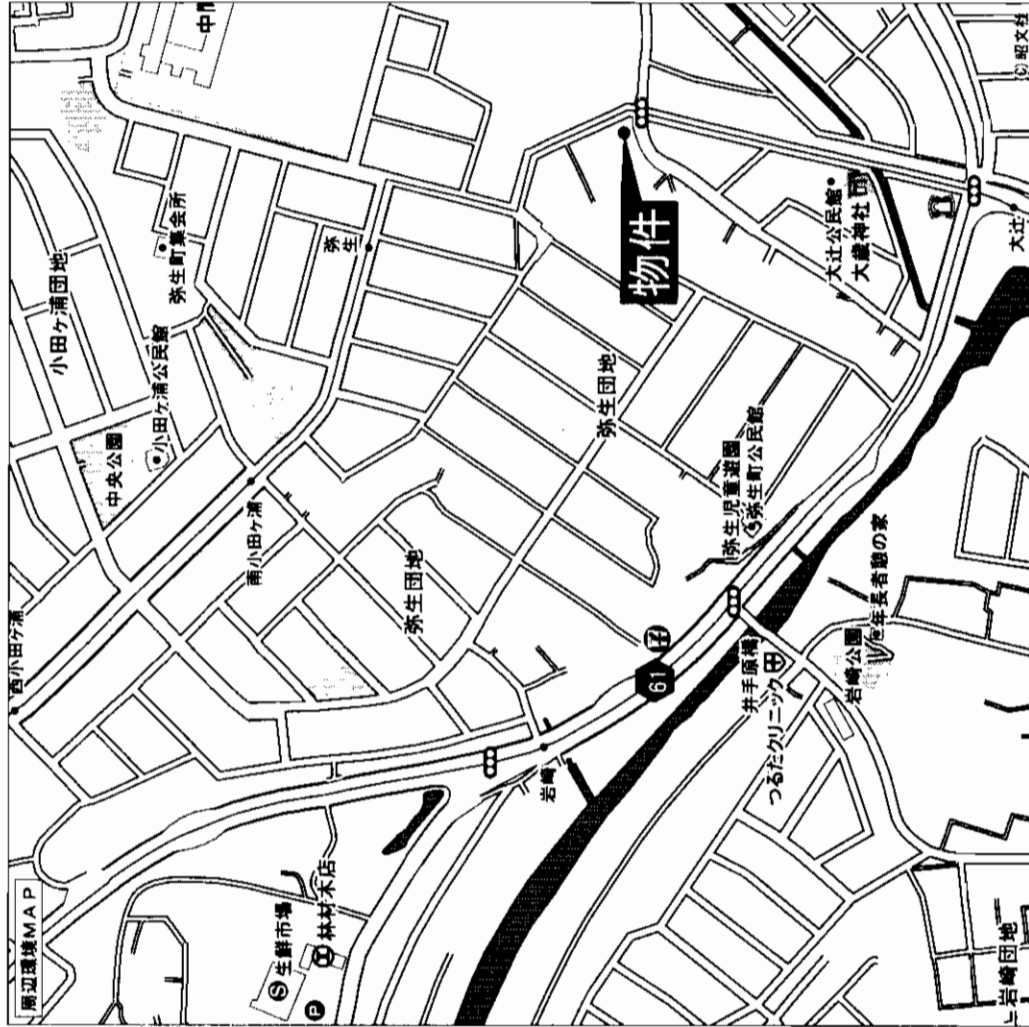 周辺環境MAP
西小田ヶ浦
小田ヶ浦団地
中間
中央公園
小田ヶ浦公民館
弥生町集会所
南小田ヶ浦
弥生
弥生団地
弥生団地
物件
S生鮮市場
林材木店
P
岩崎
61
弥生児童遊園
弥生町公民館
大辻公民館
大蔵神社
大辻
井手原橋
つるだクリニック
岩崎公園
年長者憩の家
上岩崎団地
(C)昭文社